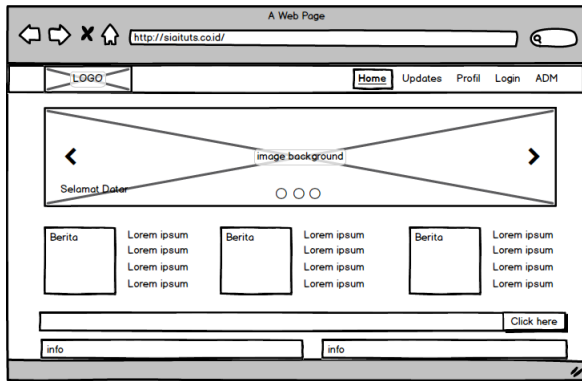 A Web Page
http://siaituts.co.id/
LOGO
Home Updates Profil Login ADM
image background
Selamat Datar
Berita
Lorem ipsum
Lorem ipsum
Lorem ipsum
Lorem ipsum
Berita
Lorem ipsum
Lorem ipsum
Lorem ipsum
Lorem ipsum
Berita
Lorem ipsum
Lorem ipsum
Lorem ipsum
Lorem ipsum
Click here
info
info